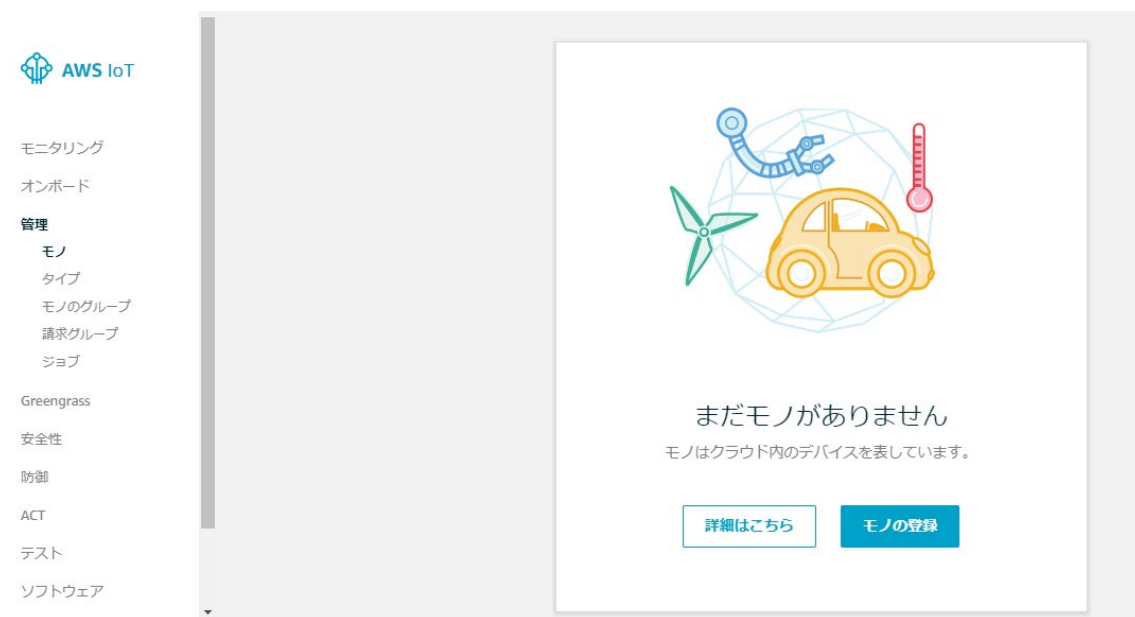 AWS IoT
モニタリング
オンボード
管理
モノ
タイプ
モノのグループ
請求グループ
ジョブ
Greengrass
安全性
防御
ACT
テスト
ソフトウェア
まだモノがありません
モノはクラウド内のデバイスを表しています。
詳細はこちら
モノの登録